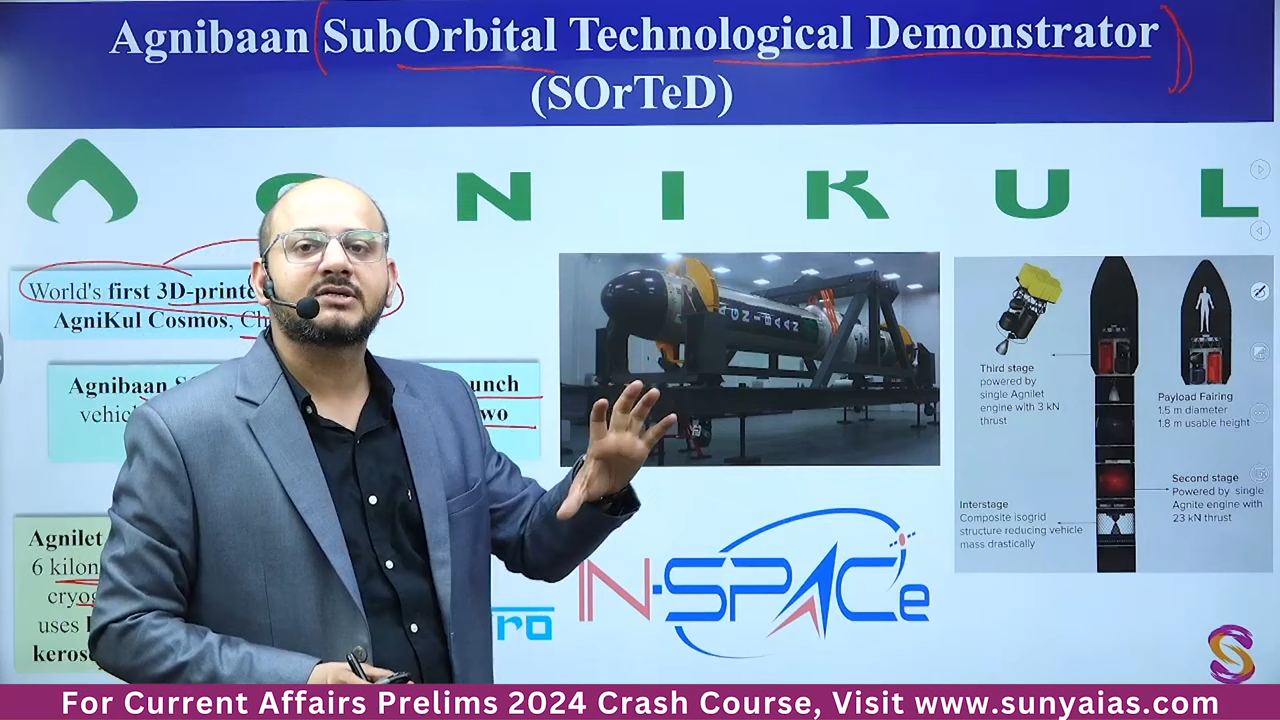 Agnibaan (SubOrbital Technological Demonstrator)
(SOrTeD)
G N I K U L
World's first 3D-printe
AgniKul Cosmos, Ch
Agnibaan S
unch
vehic
wo
Agnilet
6 kilon
cryog
uses
kerose
AGNIBAAN
Third stage
powered by
single Agnilet
engine with 3 kN
thrust
Payload Fairing
1.5 m diameter
1.8 m usable height
Second stage
Powered by single
Agnite engine with
23 kN thrust
Interstage
Composite isogrid
structure reducing vehicle
mass drastically
ro
IN-SPACe
S
For Current Affairs Prelims 2024 Crash Course, Visit www.sunyaias.com